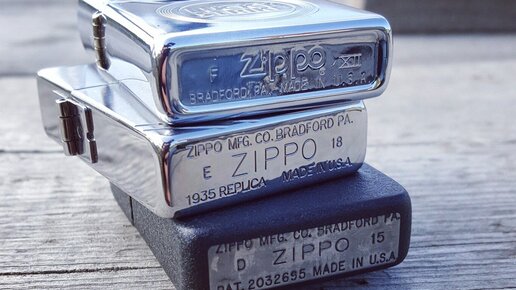 F Zippo XII
BRADFORD, PA. MADE IN U.S.A.
ZIPPO MFG. CO. BRADFORD PA.
E ZIPPO 18
1935 REPLICA MADE IN U.S.A.
ZIPPO MFG. CO. BRADFORD PA.
D ZIPPO 15
PAT. 2032695 MADE IN U.S.A.